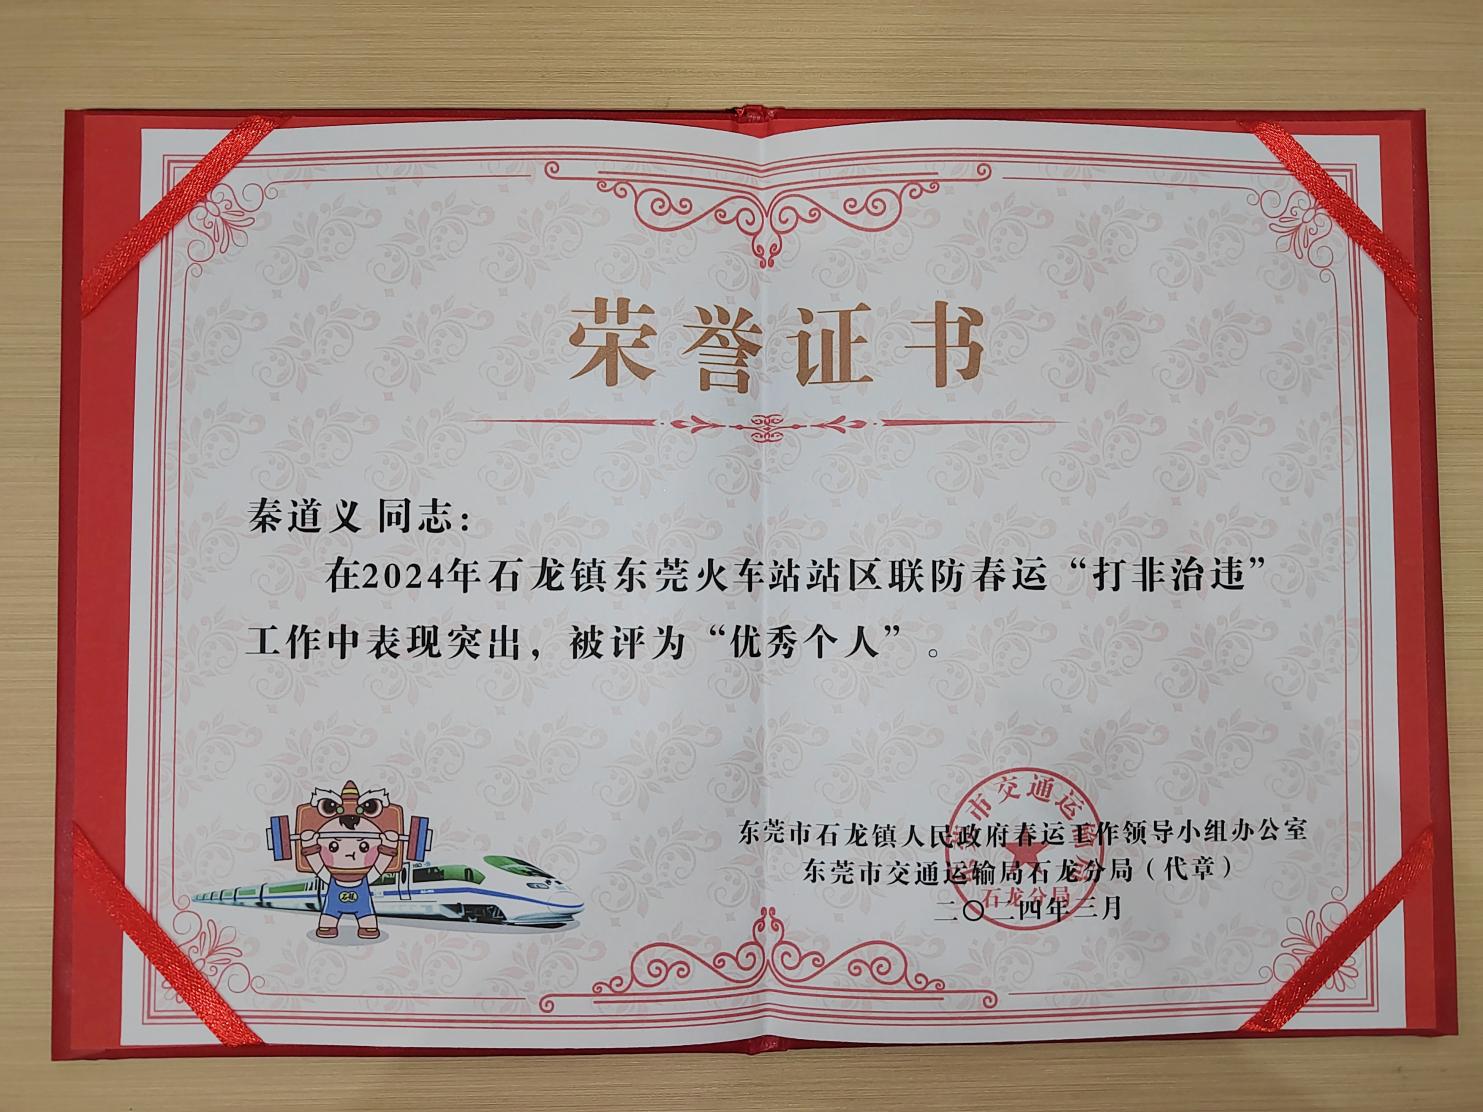 荣誉证书
秦道义 同志：
在2024年石龙镇东莞火车站站区联防春运“打非治违”
工作中表现突出，被评为“优秀个人”。
东莞市石龙镇人民政府春运工作领导小组办公室
东莞市交通运输局石龙分局（代章）
二〇二四年三月
石龙分局